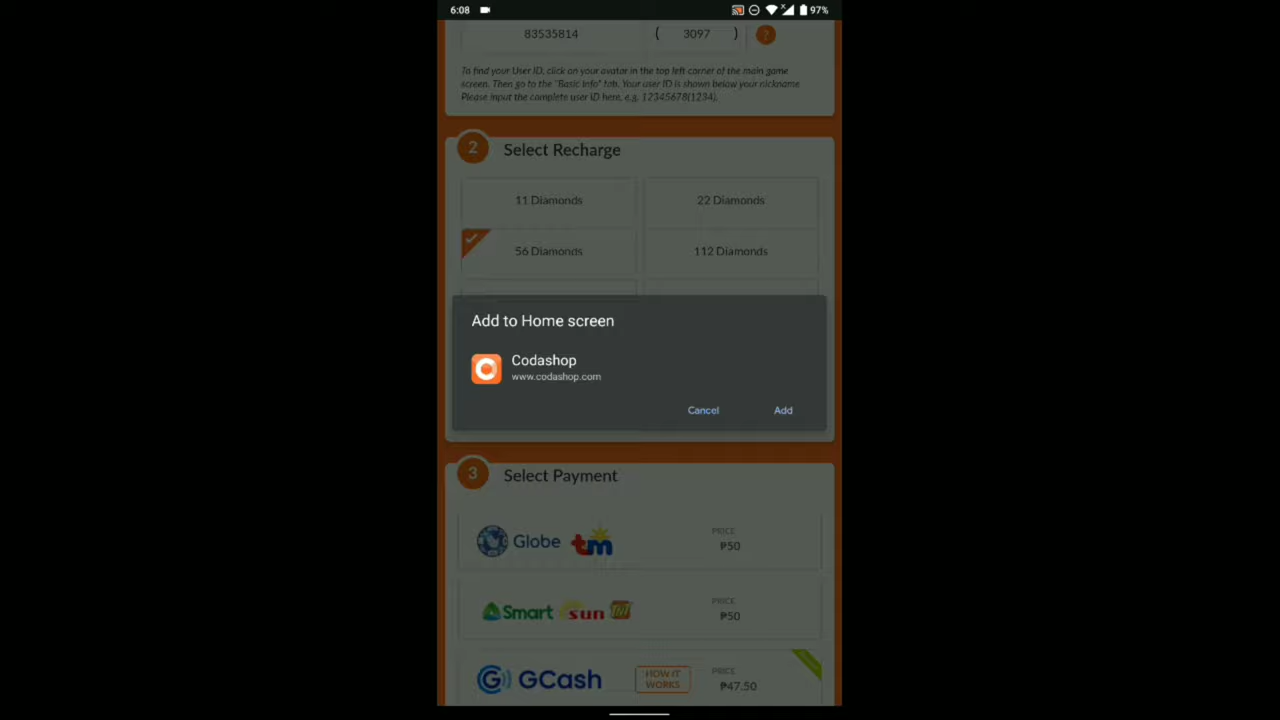 6:08
97%
83535814 ( 3097 ) ?
To find your User ID, click on your avatar in the top left corner of the main game
screen. Then go to the "Basic Info" tab. Your user ID is shown below your nickname
Please input the complete user ID here, e.g. 12345678(1234).
2 Select Recharge
11 Diamonds 22 Diamonds
56 Diamonds 112 Diamonds
Add to Home screen
Codashop
www.codashop.com
Cancel Add
3 Select Payment
Globe tm PRICE
₱50
Smart sun TNT PRICE
₱50
GCash HOW IT
WORKS PRICE
₱47.50